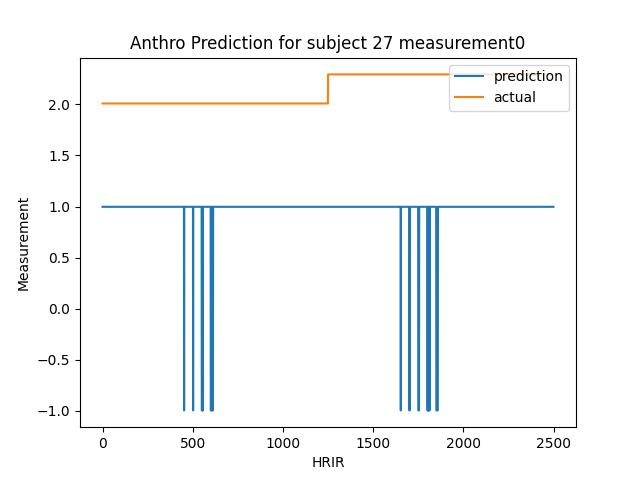 Anthro Prediction for subject 27 measurement0
prediction
actual
2.0
1.5
1.0
0.5
0.0
−0.5
−1.0
Measurement
0 500 1000 1500 2000 2500
HRIR